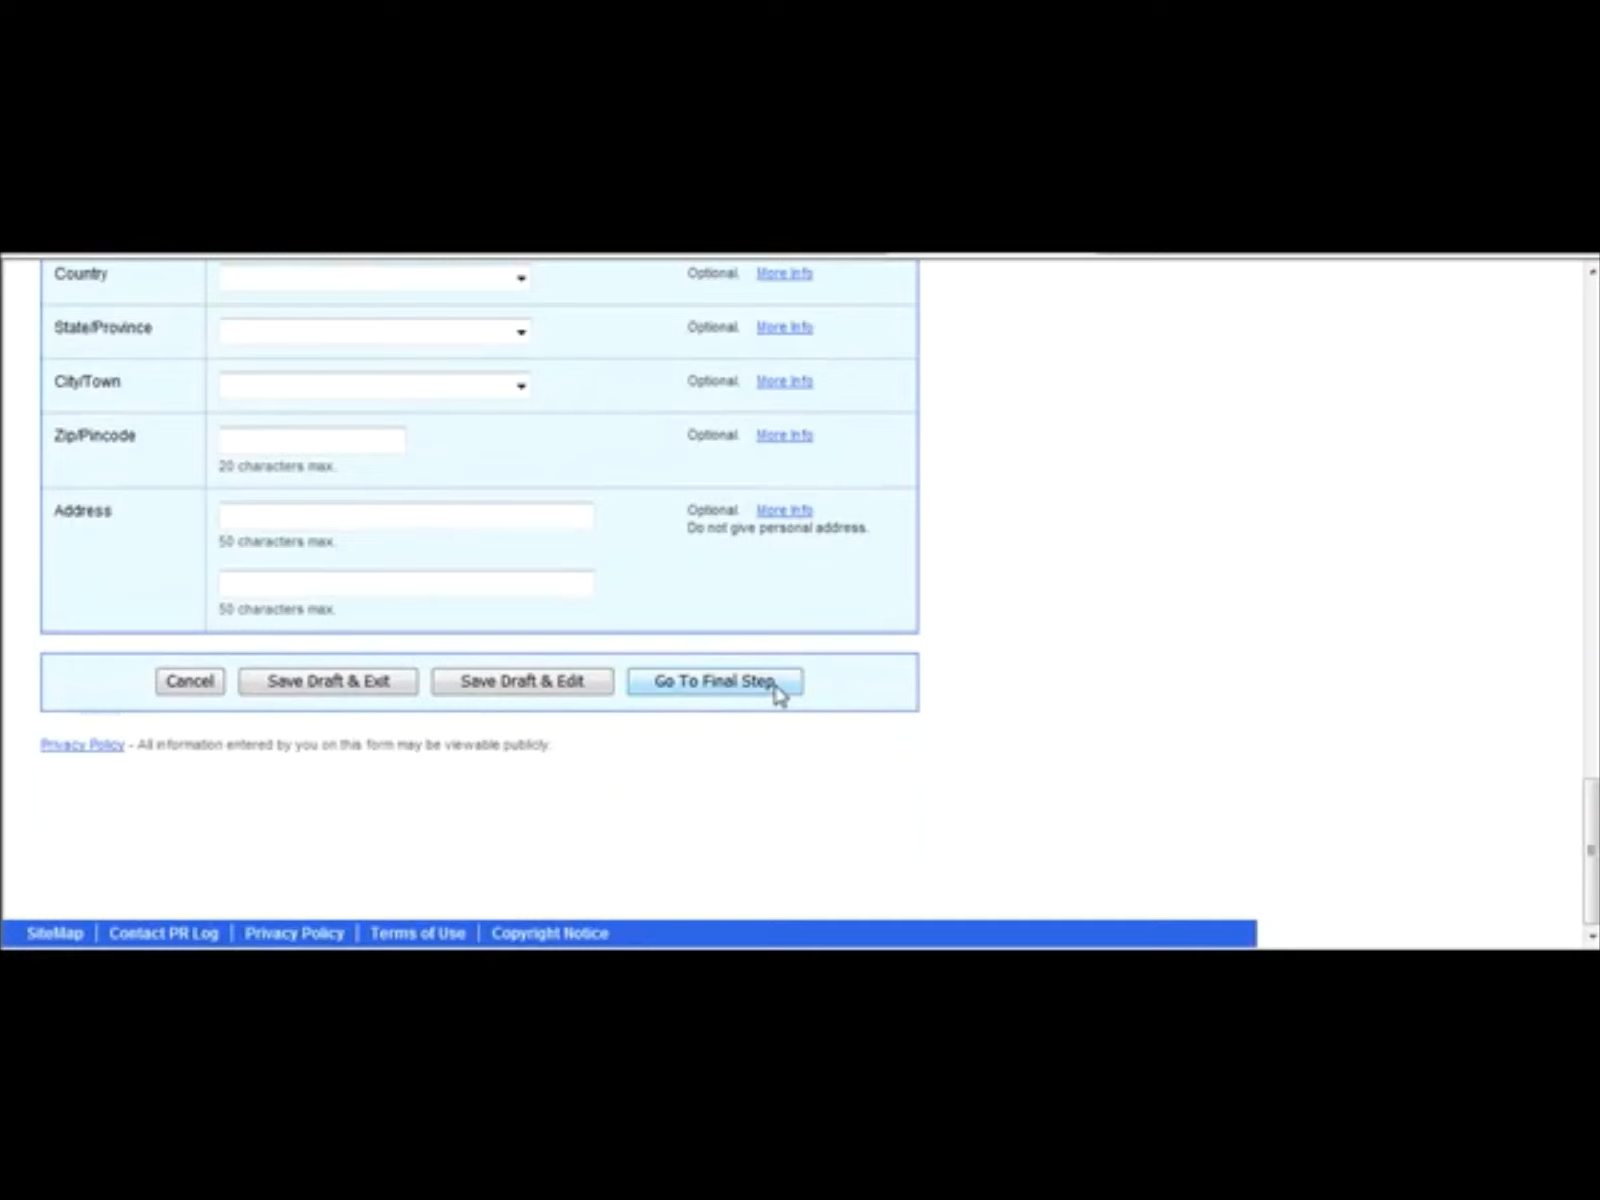 Country Optional. More Info
State/Province Optional. More Info
City/Town Optional. More Info
Zip/Pincode Optional. More Info
20 characters max.
Address Optional. More Info
Do not give personal address.
50 characters max.
50 characters max.
Cancel Save Draft & Exit Save Draft & Edit Go To Final Step
Privacy Policy - All information entered by you on this form may be viewable publicly.
SiteMap | Contact PR Log | Privacy Policy | Terms of Use | Copyright Notice